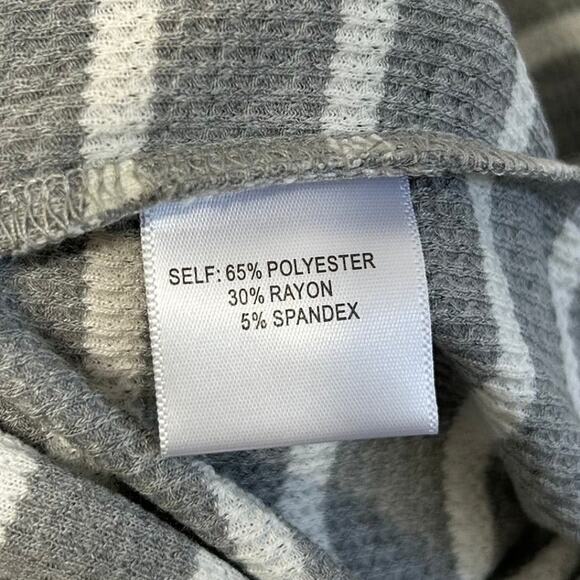 SELF: 65% POLYESTER
30% RAYON
5% SPANDEX